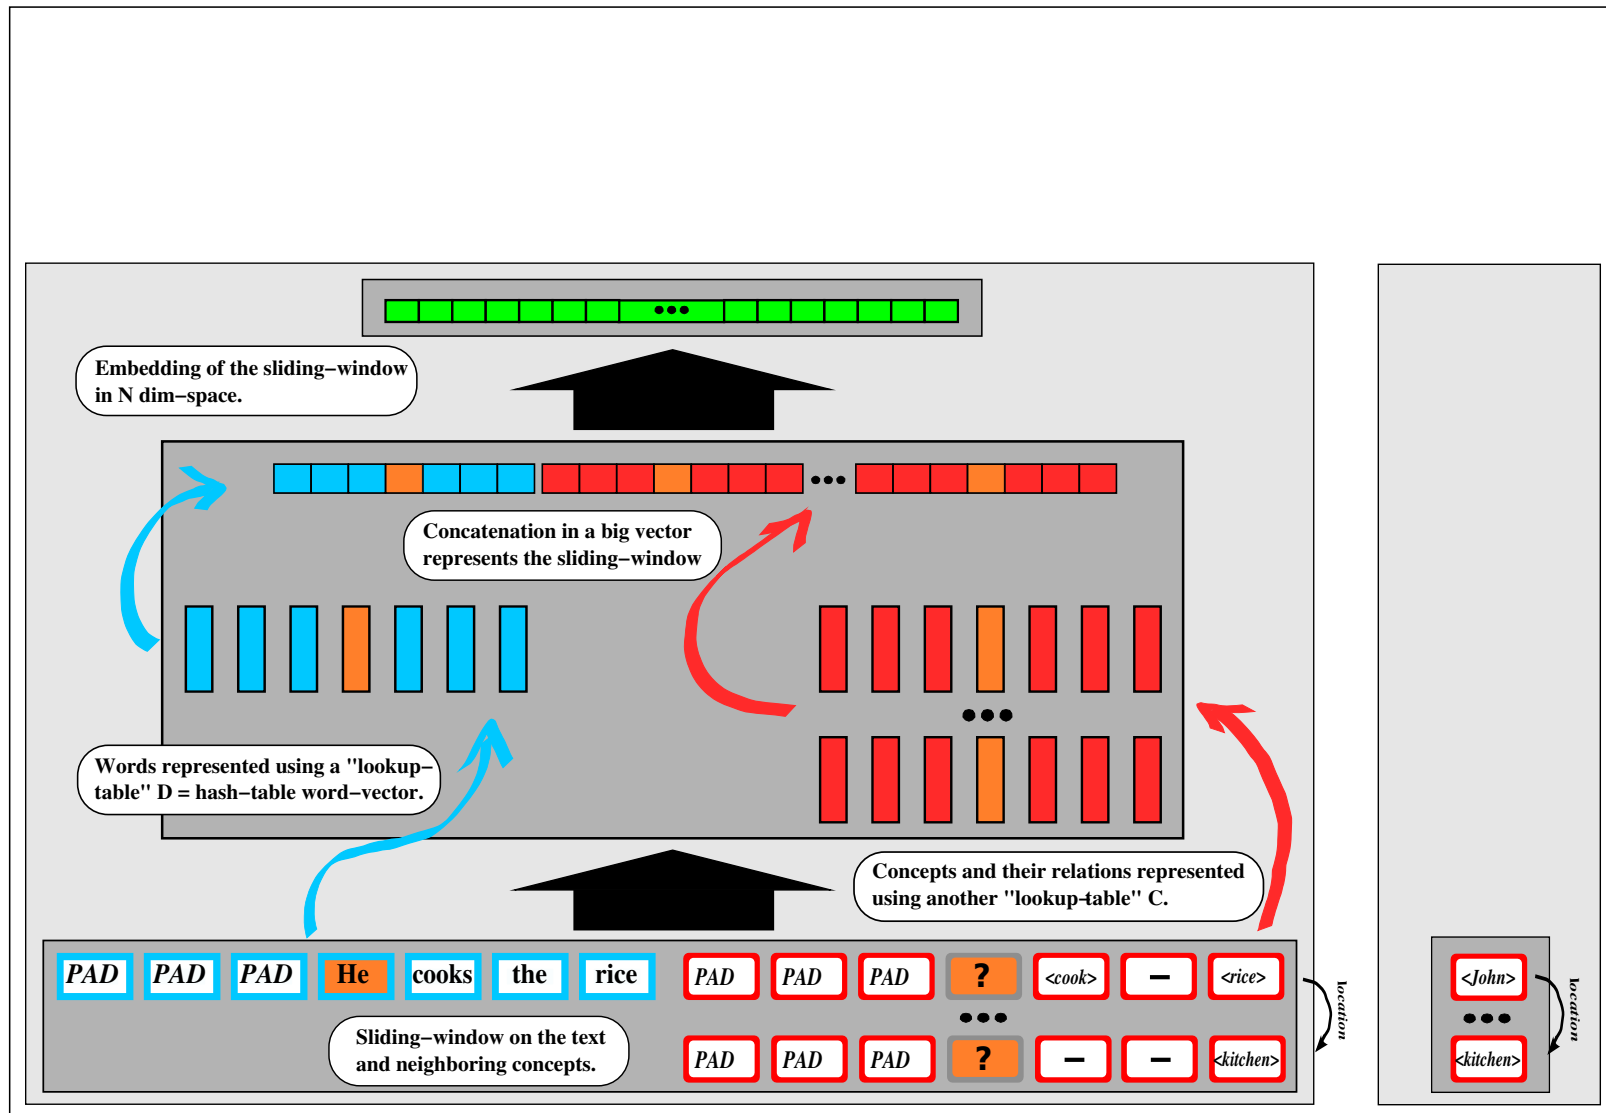 Embedding of the sliding−window
in N dim−space.
Concatenation in a big vector
represents the sliding−window
Words represented using a "lookup−
table" D = hash−table word−vector.
Concepts and their relations represented
using another "lookup-table" C.
PAD PAD PAD He cooks the rice PAD PAD PAD ? <cook> − <rice>
location
Sliding−window on the text
and neighboring concepts.
PAD PAD PAD ? − − <kitchen>
<John>
location
<kitchen>